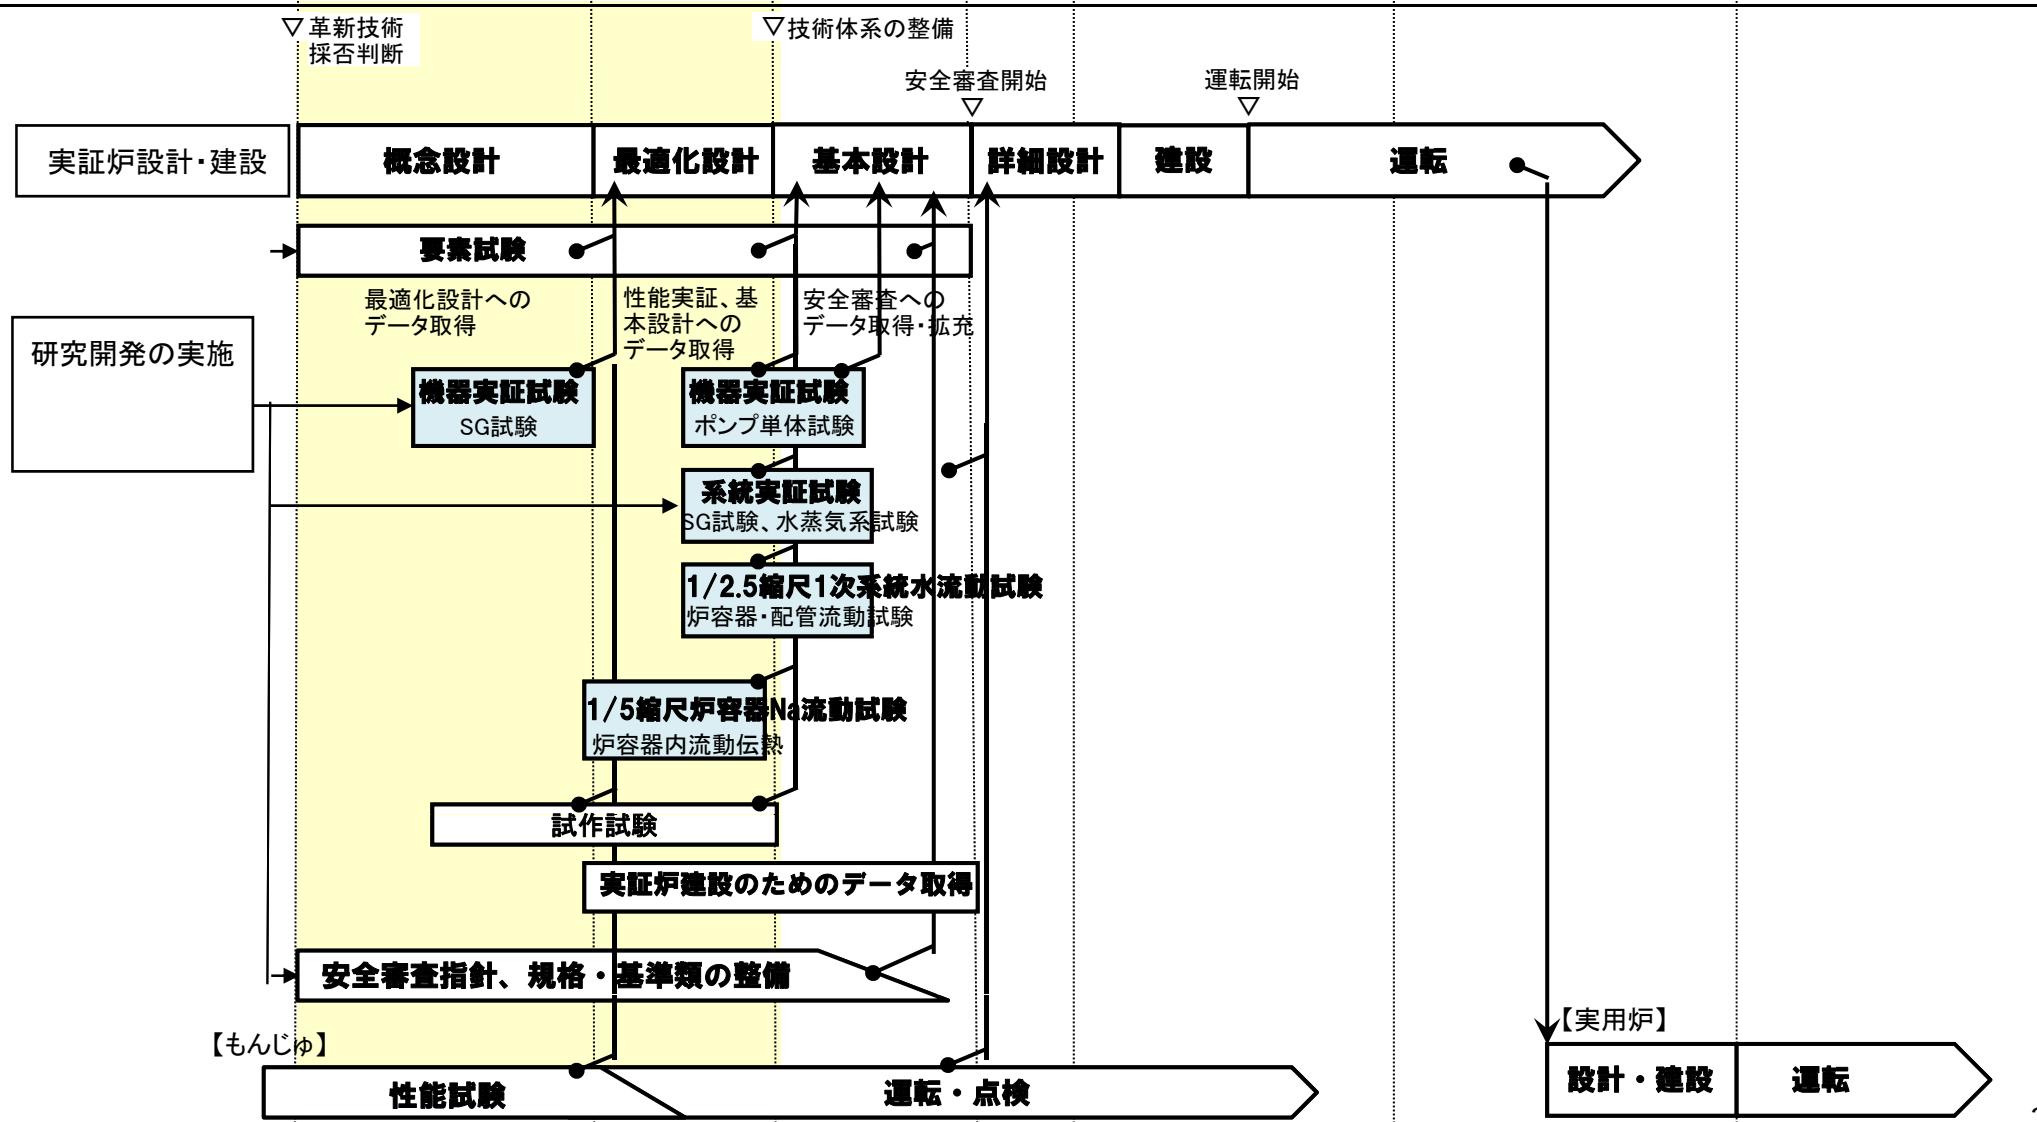 ▽革新技術
採否判断
▽技術体系の整備
安全審査開始
▽
運転開始
▽
実証炉設計・建設
概念設計
最適化設計
基本設計
詳細設計
建設
運転
要素試験
最適化設計への
データ取得
性能実証、基
本設計への
データ取得
安全審査への
データ取得・拡充
研究開発の実施
機器実証試験
SG試験
機器実証試験
ポンプ単体試験
系統実証試験
SG試験、水蒸気系試験
1/2.5縮尺1次系統水流動試験
炉容器・配管流動試験
1/5縮尺炉容器Na流動試験
炉容器内流動伝熱
試作試験
実証炉建設のためのデータ取得
安全審査指針、規格・基準類の整備
【もんじゅ】
性能試験
運転・点検
【実用炉】
設計・建設
運転